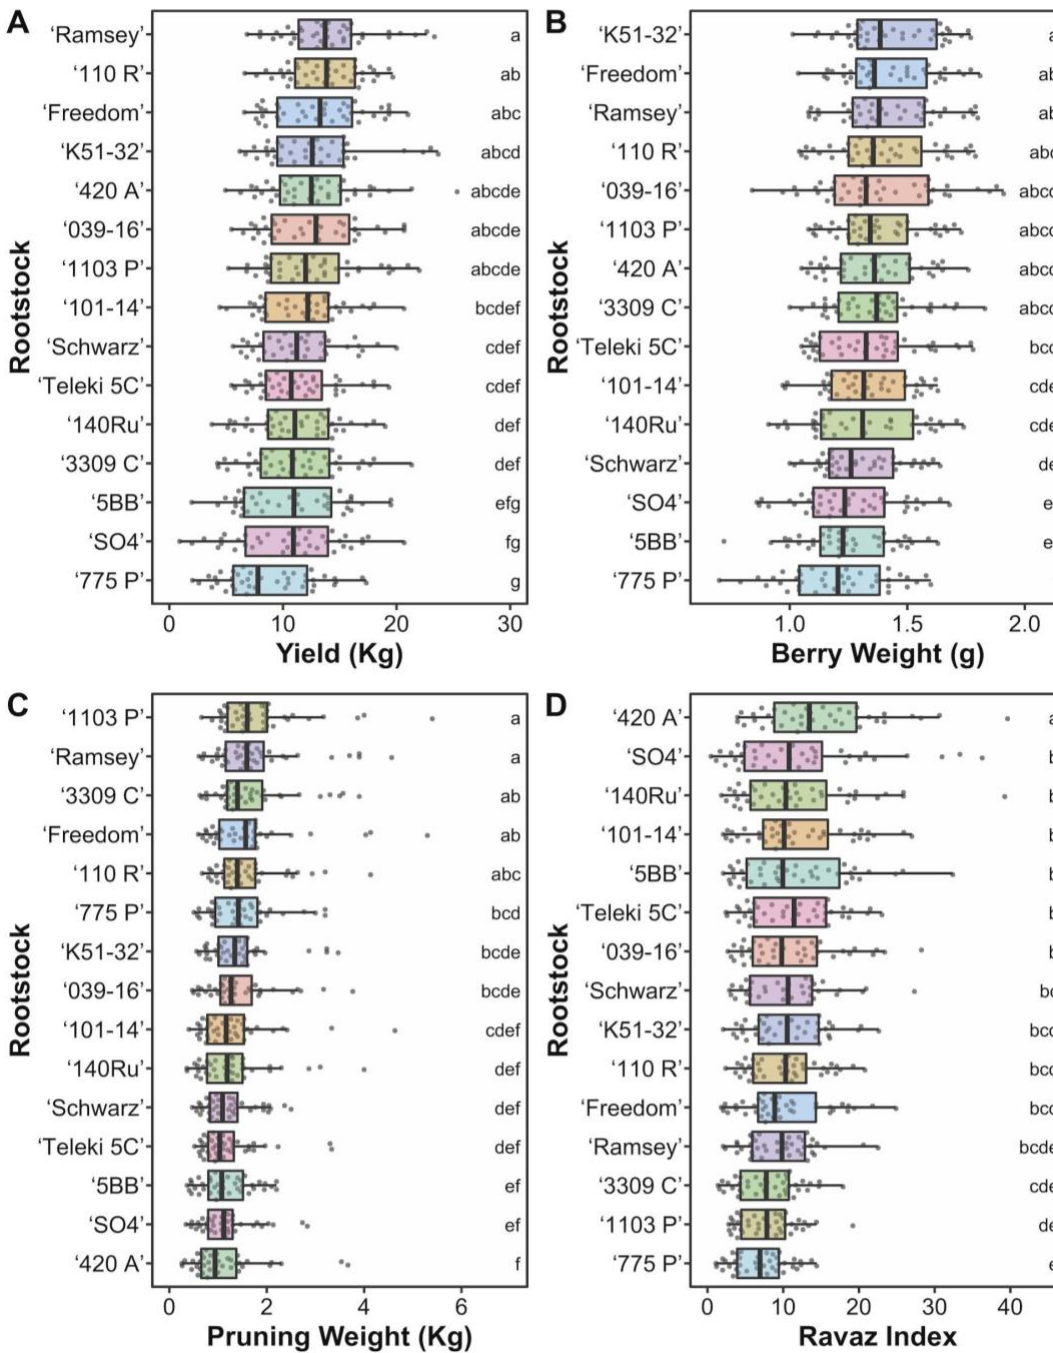 A
Rootstock
‘Ramsey’ a
‘110 R’ ab
‘Freedom’ abc
‘K51-32’ abcd
‘420 A’ abcde
‘039-16’ abcde
‘1103 P’ abcde
‘101-14’ bcdef
‘Schwarz’ cdef
‘Teleki 5C’ cdef
‘140Ru’ def
‘3309 C’ def
‘5BB’ efg
‘SO4’ fg
‘775 P’ g
0 10 20 30
Yield (Kg)
B
Rootstock
‘K51-32’
‘Freedom’
‘Ramsey’
‘110 R’
‘039-16’
‘1103 P’
‘420 A’
‘3309 C’
‘Teleki 5C’
‘101-14’
‘140Ru’
‘Schwarz’
‘SO4’
‘5BB’
‘775 P’
1.0 1.5 2.0
Berry Weight (g)
C
Rootstock
‘1103 P’ a
‘Ramsey’ a
‘3309 C’ ab
‘Freedom’ ab
‘110 R’ abc
‘775 P’ bcd
‘K51-32’ bcde
‘039-16’ bcde
‘101-14’ cdef
‘140Ru’ def
‘Schwarz’ def
‘Teleki 5C’ def
‘5BB’ ef
‘SO4’ ef
‘420 A’ f
0 2 4 6
Pruning Weight (Kg)
D
Rootstock
‘420 A’
‘SO4’
‘140Ru’
‘101-14’
‘5BB’
‘Teleki 5C’
‘039-16’
‘Schwarz’
‘K51-32’
‘110 R’
‘Freedom’
‘Ramsey’
‘3309 C’
‘1103 P’
‘775 P’
0 10 20 30 40
Ravaz Index